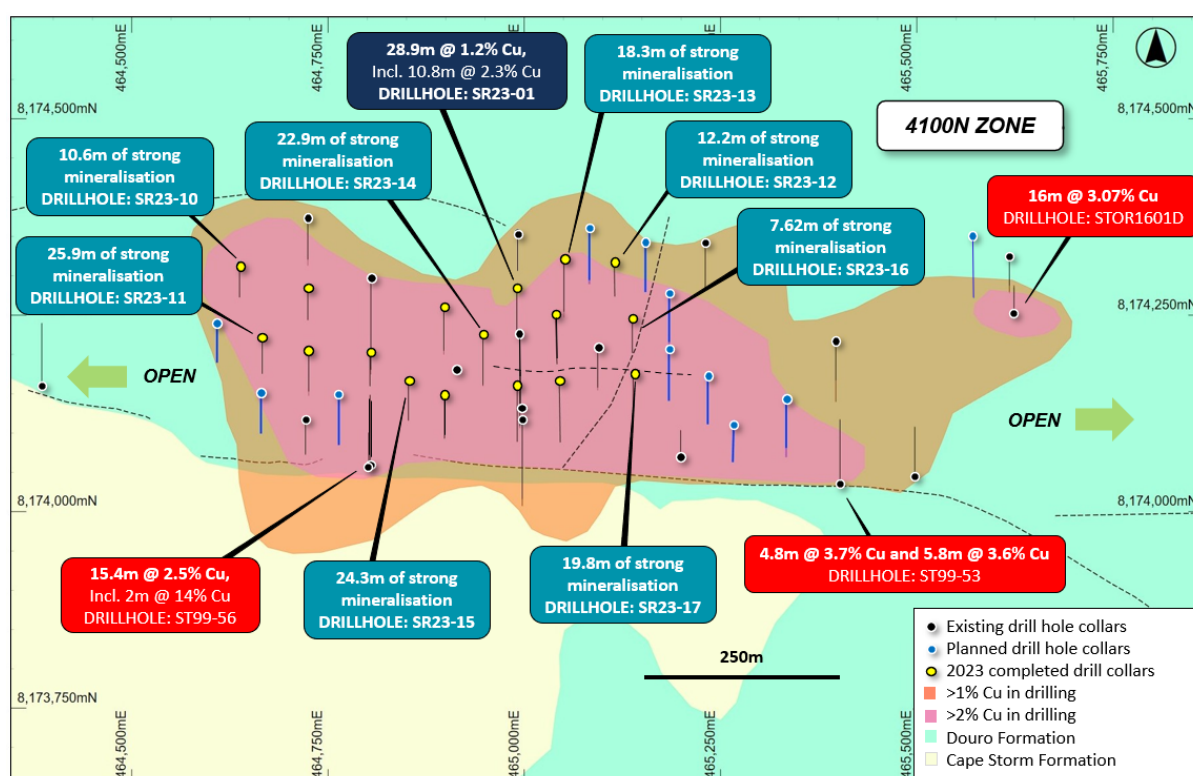 464,500mE
464,750mE
465,000mE
465,250mE
465,500mE
465,750mE
8,174,500mN
8,174,500mN
28.9m @ 1.2% Cu,
Incl. 10.8m @ 2.3% Cu
DRILLHOLE: SR23-01
18.3m of strong
mineralisation
DRILLHOLE: SR23-13
4100N ZONE
10.6m of strong
mineralisation
DRILLHOLE: SR23-10
22.9m of strong
mineralisation
DRILLHOLE: SR23-14
12.2m of strong
mineralisation
DRILLHOLE: SR23-12
16m @ 3.07% Cu
DRILLHOLE: STOR1601D
25.9m of strong
mineralisation
DRILLHOLE: SR23-11
7.62m of strong
mineralisation
DRILLHOLE: SR23-16
8,174,250mN
8,174,250mN
OPEN
OPEN
8,174,000mN
8,174,000mN
15.4m @ 2.5% Cu,
Incl. 2m @ 14% Cu
DRILLHOLE: ST99-56
24.3m of strong
mineralisation
DRILLHOLE: SR23-15
19.8m of strong
mineralisation
DRILLHOLE: SR23-17
4.8m @ 3.7% Cu and 5.8m @ 3.6% Cu
DRILLHOLE: ST99-53
250m
8,173,750mN
Existing drill hole collars
Planned drill hole collars
2023 completed drill collars
>1% Cu in drilling
>2% Cu in drilling
Douro Formation
Cape Storm Formation
464,500mE
464,750mE
465,000mE
465,250mE
465,500mE